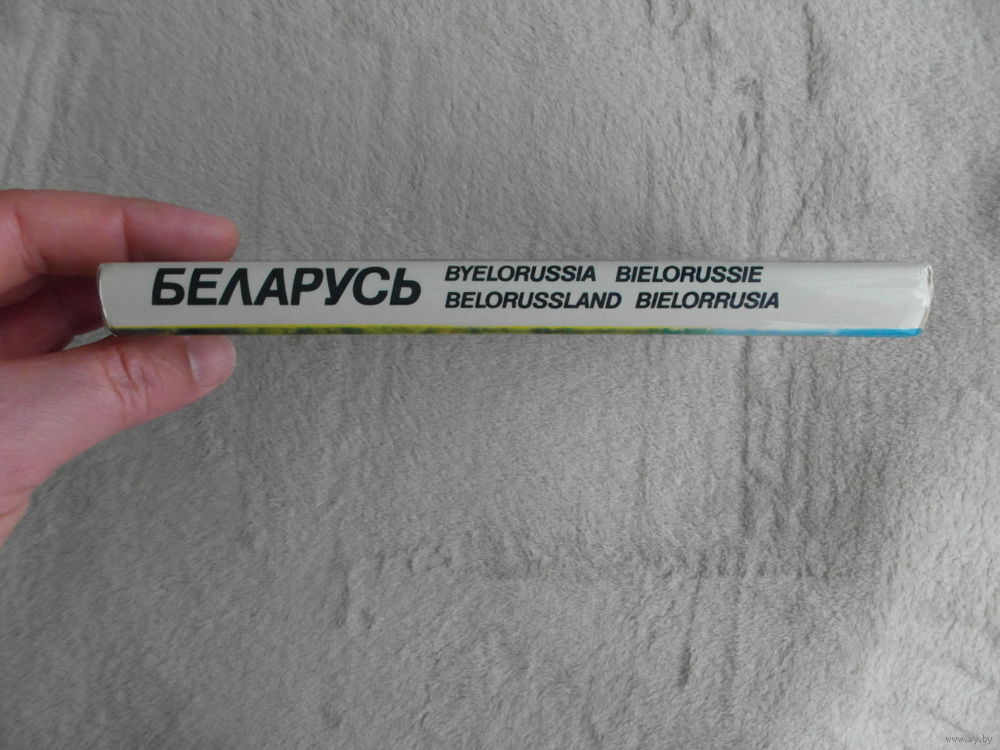 БЕЛАРУСЬ
BYELORUSSIA BIELORUSSIE
BELORUSSLAND BIELORRUSIA
www.ay.by